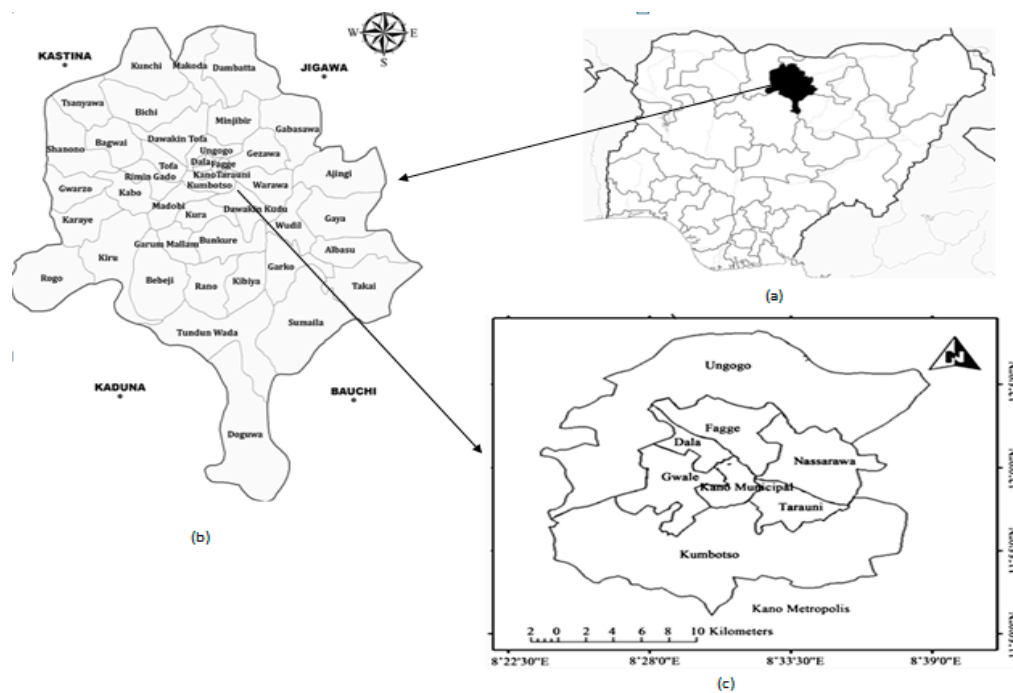 W
E
S
KASTINA
JIGAWA
Kunchi
Makoda
Dambatta
Tsanyawa
Bichi
Minjibir
Gabasawa
Shanono
Bagwai
Dawakin Tofa
Ungogo
Gezawa
Tofa
Dala
Fagge
Rimin Gado
Kano
Tarauni
Ajingi
Gwarzo
Kabo
Kumbotso
Warawa
Madobi
Kura
Dawakin Kudu
Gaya
Karaye
Wudil
Garum Mallam
Bunkure
Albasu
Kiru
Garko
Rogo
Bebeji
Rano
Kibiya
Takai
Sumaila
Tundun Wada
KADUNA
BAUCHI
Doguwa
(b)
(a)
N
Ungogo
Fagge
Dala
Nassarawa
Gwale
Kano Municipal
Tarauni
Kumbotso
Kano Metropolis
2 0 2 4 6 8 10 Kilometers
8°22'30"E
8°28'0"E
8°33'30"E
8°39'0"E
(c)